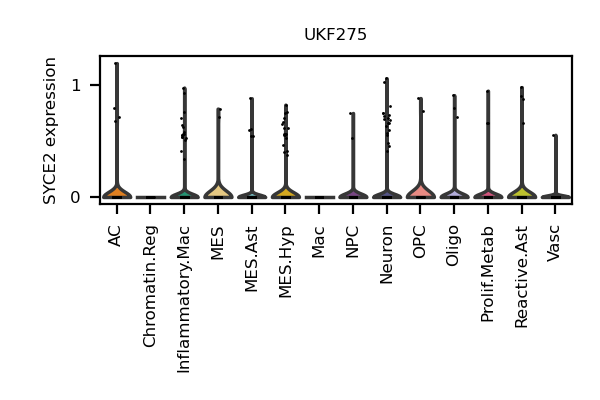 UKF275
SYCE2 expression
1
0
AC
Chromatin.Reg
Inflammatory.Mac
MES
MES.Ast
MES.Hyp
Mac
NPC
Neuron
OPC
Oligo
Prolif.Metab
Reactive.Ast
Vasc